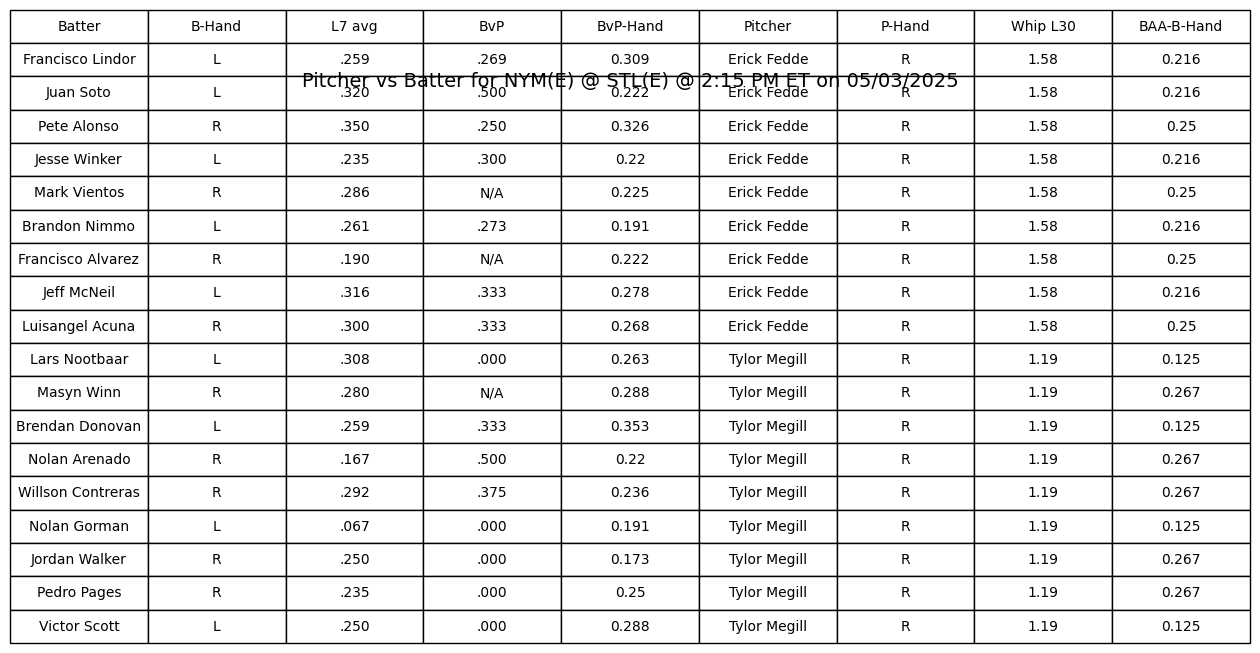 Batter B-Hand L7 avg BvP BvP-Hand Pitcher P-Hand Whip L30 BAA-B-Hand
Francisco Lindor L .259 .269 0.309 Erick Fedde R 1.58 0.216
Pitcher vs Batter for NYM(E) @ STL(E) @ 2:15 PM ET on 05/03/2025
Juan Soto L .320 .500 0.222 Erick Fedde R 1.58 0.216
Pete Alonso R .350 .250 0.326 Erick Fedde R 1.58 0.25
Jesse Winker L .235 .300 0.22 Erick Fedde R 1.58 0.216
Mark Vientos R .286 N/A 0.225 Erick Fedde R 1.58 0.25
Brandon Nimmo L .261 .273 0.191 Erick Fedde R 1.58 0.216
Francisco Alvarez R .190 N/A 0.222 Erick Fedde R 1.58 0.25
Jeff McNeil L .316 .333 0.278 Erick Fedde R 1.58 0.216
Luisangel Acuna R .300 .333 0.268 Erick Fedde R 1.58 0.25
Lars Nootbaar L .308 .000 0.263 Tylor Megill R 1.19 0.125
Masyn Winn R .280 N/A 0.288 Tylor Megill R 1.19 0.267
Brendan Donovan L .259 .333 0.353 Tylor Megill R 1.19 0.125
Nolan Arenado R .167 .500 0.22 Tylor Megill R 1.19 0.267
Willson Contreras R .292 .375 0.236 Tylor Megill R 1.19 0.267
Nolan Gorman L .067 .000 0.191 Tylor Megill R 1.19 0.125
Jordan Walker R .250 .000 0.173 Tylor Megill R 1.19 0.267
Pedro Pages R .235 .000 0.25 Tylor Megill R 1.19 0.267
Victor Scott L .250 .000 0.288 Tylor Megill R 1.19 0.125